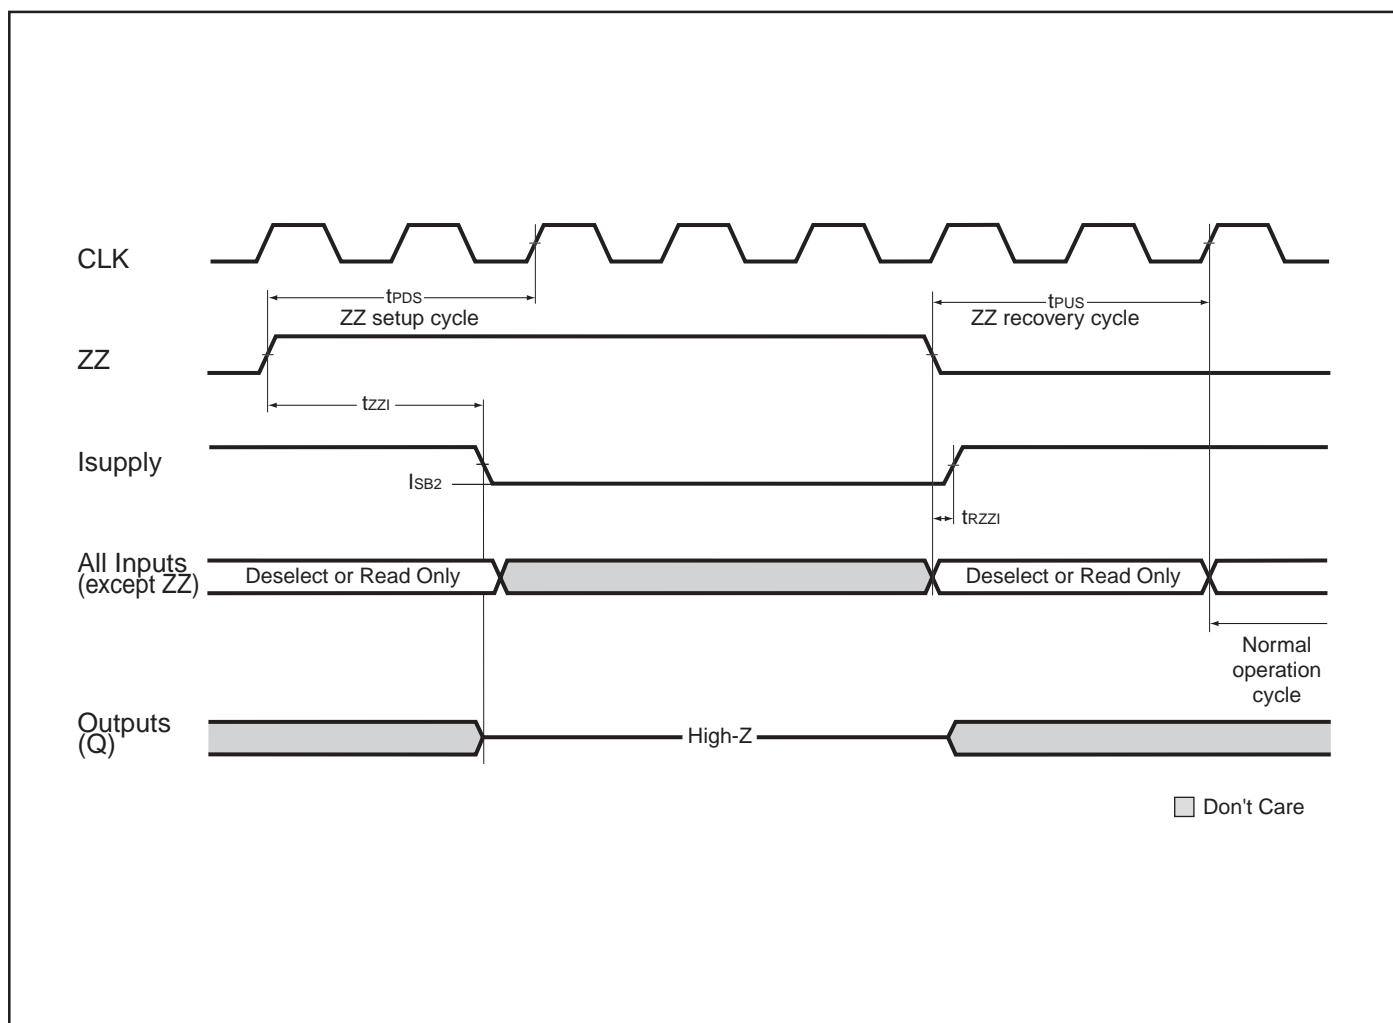 CLK
tPDS
ZZ setup cycle
tPUS
ZZ recovery cycle
ZZ
tZZI
Isupply
ISB2
tRZZI
All Inputs
(except ZZ)
Deselect or Read Only
Deselect or Read Only
Normal
operation
cycle
Outputs
(Q)
High-Z
Don't Care